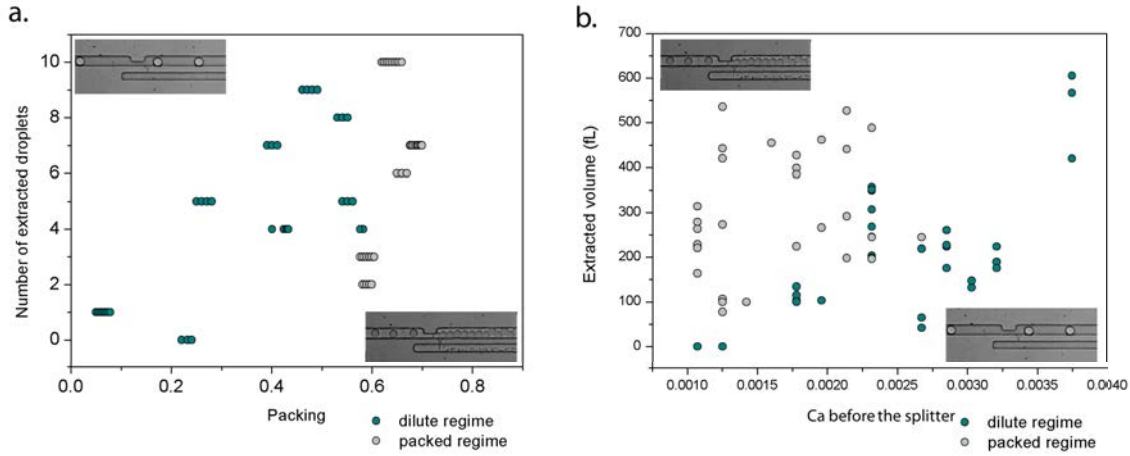 a.
Number of extracted droplets
10
8
6
4
2
0
0.0 0.2 0.4 0.6 0.8
Packing
dilute regime
packed regime
b.
Extracted volume (fL)
700
600
500
400
300
200
100
0
0.0010 0.0015 0.0020 0.0025 0.0030 0.0035 0.0040
Ca before the splitter
dilute regime
packed regime